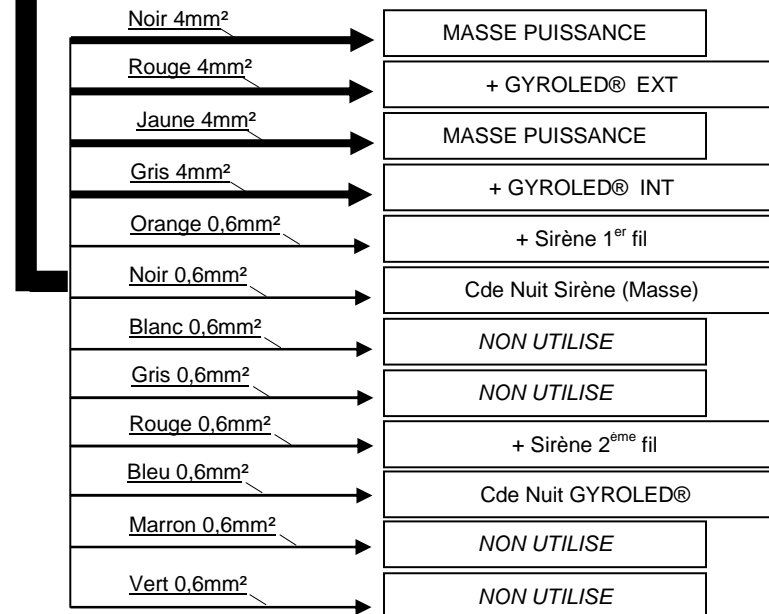 Noir 4mm² MASSE PUISSANCE
Rouge 4mm² + GYROLED® EXT
Jaune 4mm² MASSE PUISSANCE
Gris 4mm² + GYROLED® INT
Orange 0,6mm² + Sirène 1er fil
Noir 0,6mm² Cde Nuit Sirène (Masse)
Blanc 0,6mm² NON UTILISE
Gris 0,6mm² NON UTILISE
Rouge 0,6mm² + Sirène 2ème fil
Bleu 0,6mm² Cde Nuit GYROLED®
Marron 0,6mm² NON UTILISE
Vert 0,6mm² NON UTILISE